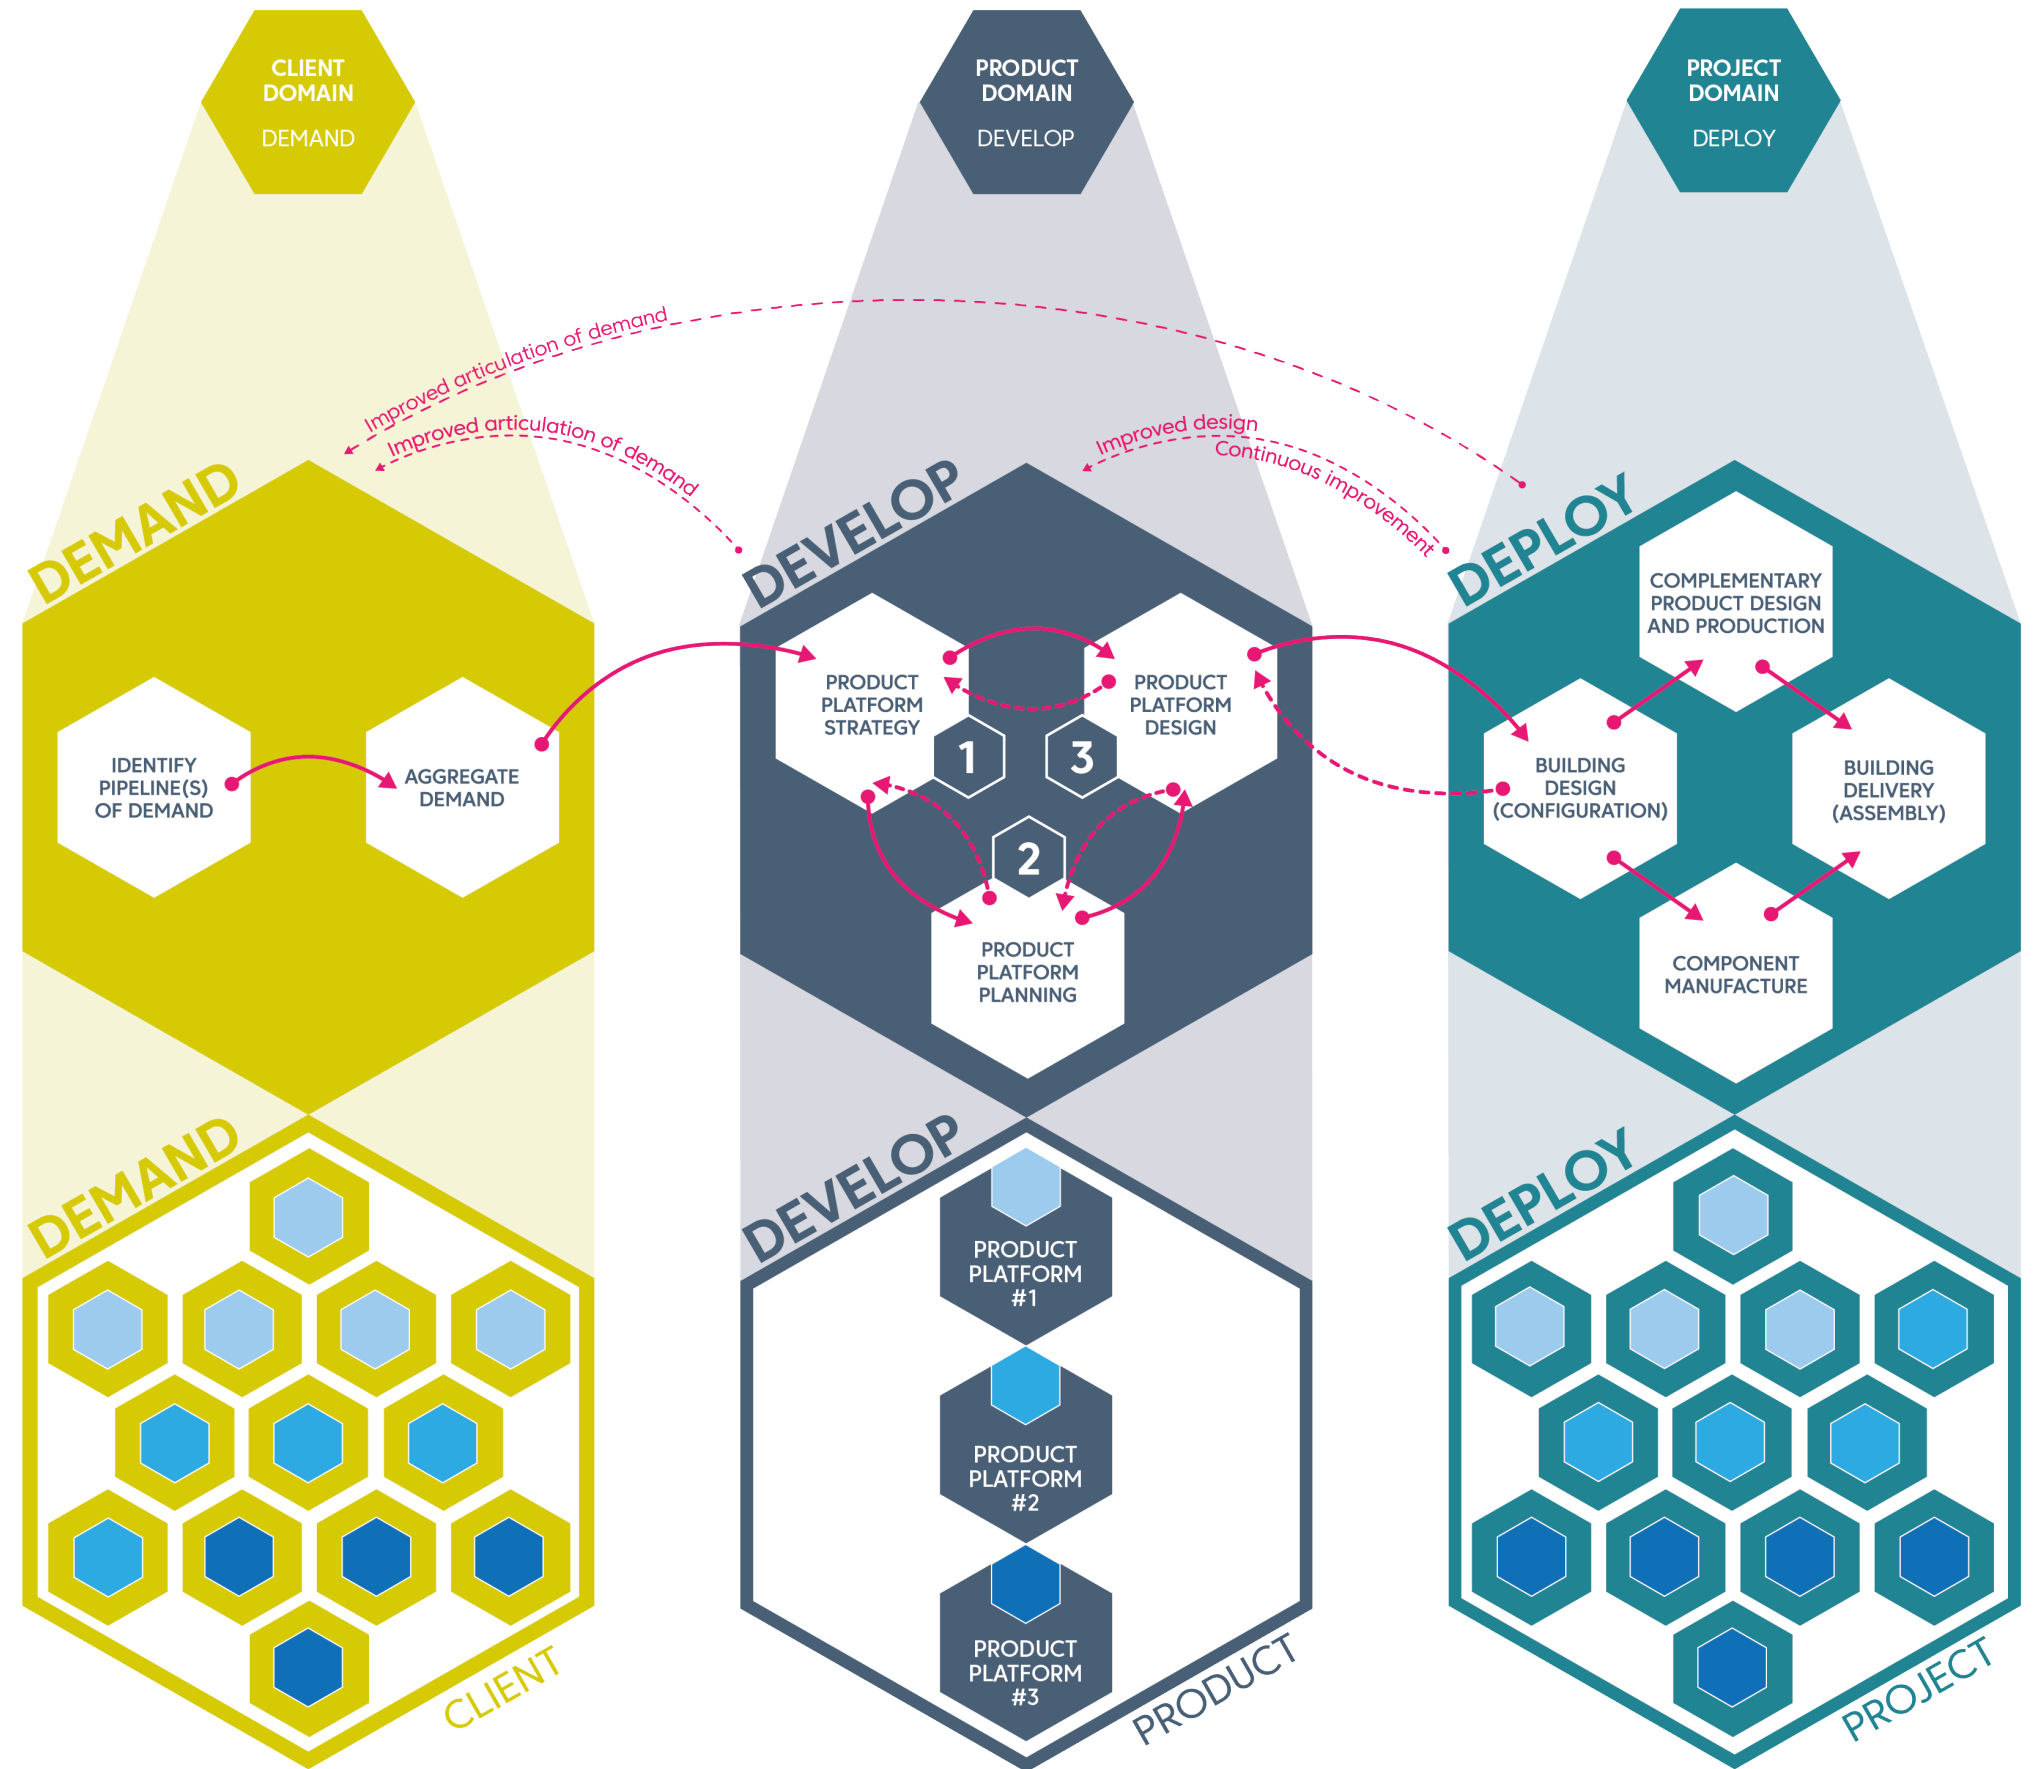 CLIENT
DOMAIN
DEMAND
PRODUCT
DOMAIN
DEVELOP
PROJECT
DOMAIN
DEPLOY
Improved articulation of demand
Improved articulation of demand
Improved design
Continuous improvement
DEMAND
IDENTIFY
PIPELINE(S)
OF DEMAND
AGGREGATE
DEMAND
DEVELOP
PRODUCT
PLATFORM
STRATEGY
1
PRODUCT
PLATFORM
DESIGN
3
2
PRODUCT
PLATFORM
PLANNING
DEPLOY
COMPLEMENTARY
PRODUCT DESIGN
AND PRODUCTION
BUILDING
DESIGN
(CONFIGURATION)
BUILDING
DELIVERY
(ASSEMBLY)
COMPONENT
MANUFACTURE
DEMAND
CLIENT
DEVELOP
PRODUCT
PLATFORM
#1
PRODUCT
PLATFORM
#2
PRODUCT
PLATFORM
#3
PRODUCT
DEPLOY
PROJECT